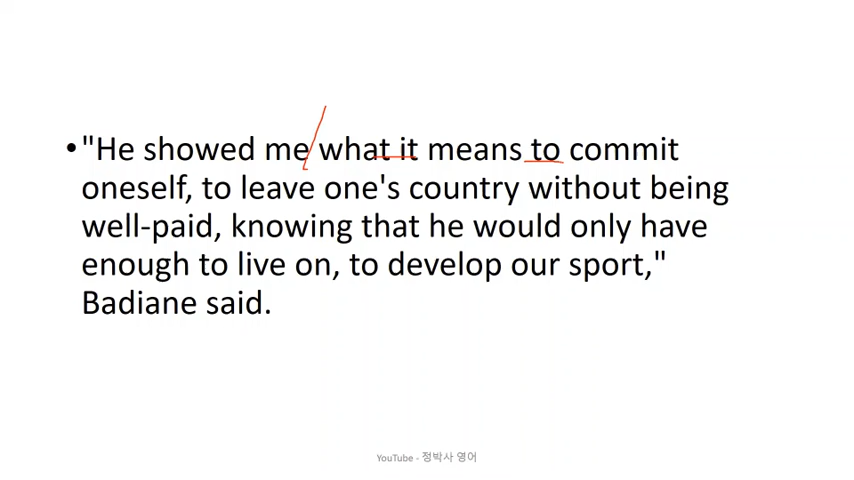 •"He showed me what it means to commit
oneself, to leave one's country without being
well-paid, knowing that he would only have
enough to live on, to develop our sport,"
Badiane said.
YouTube - 정박사 영어